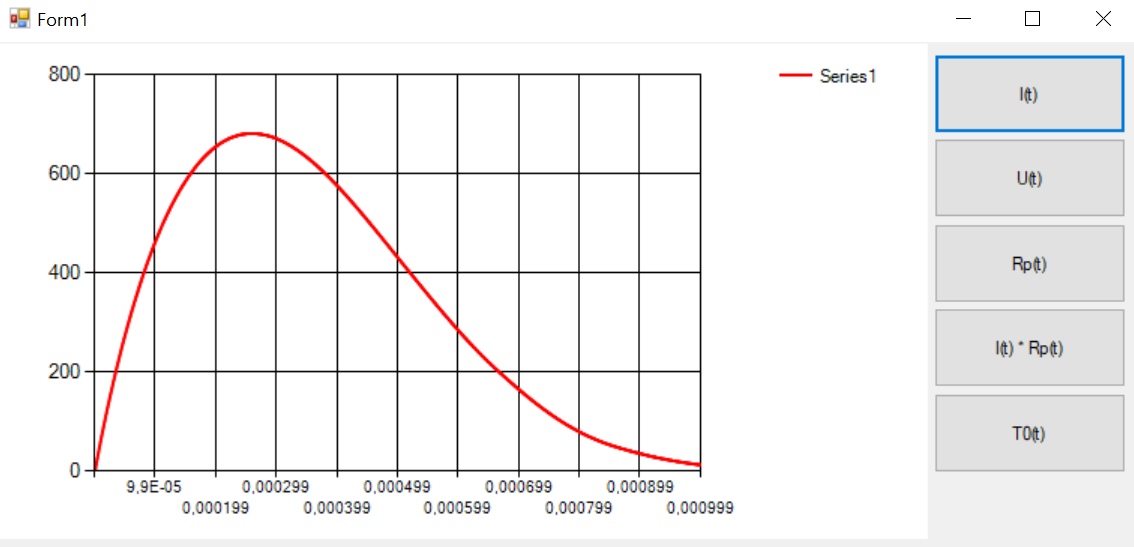 Form1
800
600
400
200
0
9,9E-05
0,000299
0,000499
0,000699
0,000899
0,000199
0,000399
0,000599
0,000799
0,000999
Series1
I(t)
U(t)
Rp(t)
I(t) * Rp(t)
T0(t)